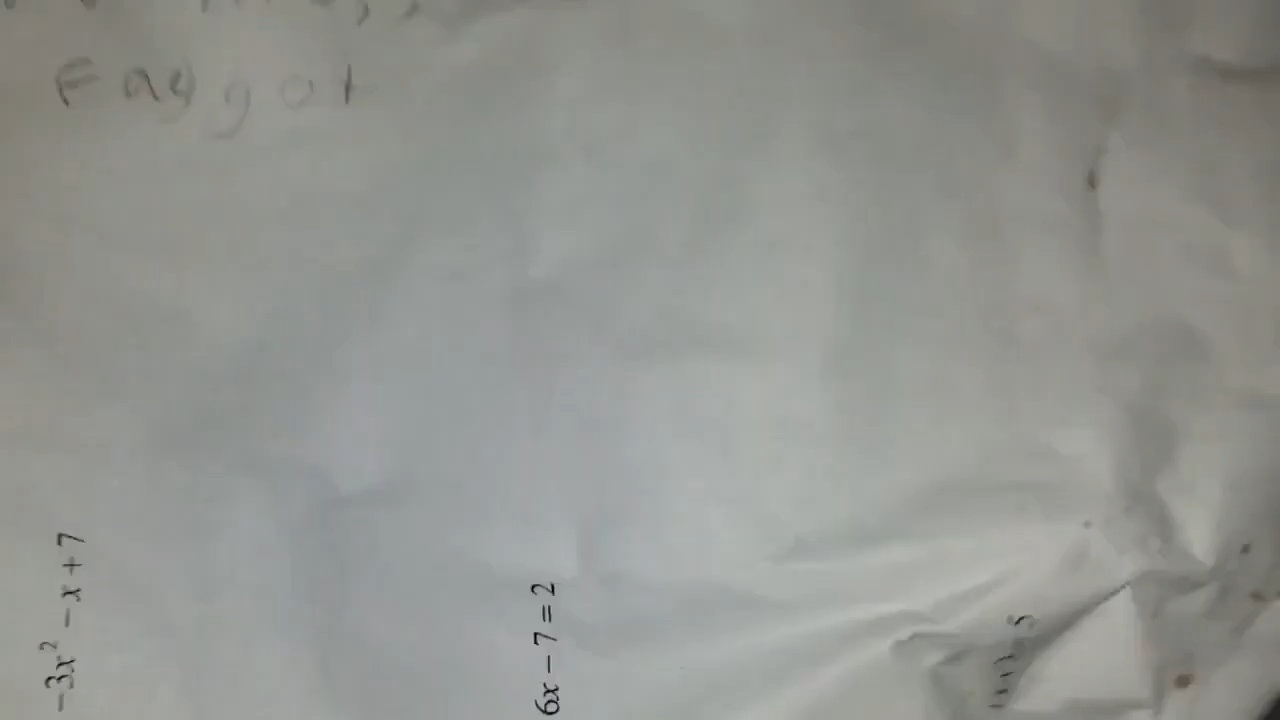 Faggot
-3x² - x + 7
6x - 7 = 2